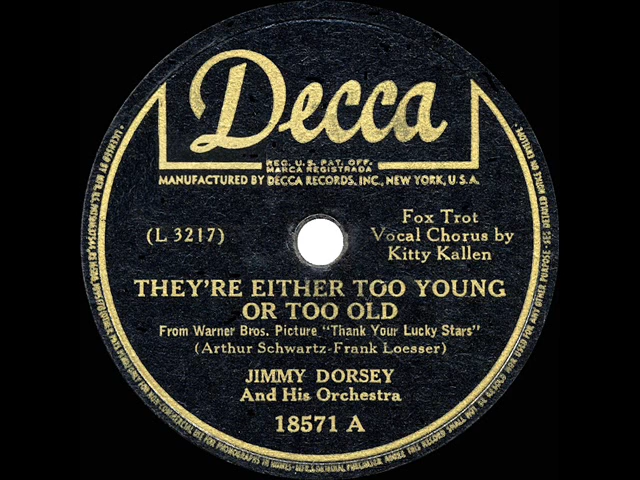 Decca
REG. U.S. PAT. OFF.
MARCA REGISTRADA
MANUFACTURED BY DECCA RECORDS, INC., NEW YORK, U.S.A.
(L 3217)
Fox Trot
Vocal Chorus by
Kitty Kallen
THEY'RE EITHER TOO YOUNG
OR TOO OLD
From Warner Bros. Picture "Thank Your Lucky Stars"
(Arthur Schwartz-Frank Loesser)
JIMMY DORSEY
And His Orchestra
18571 A